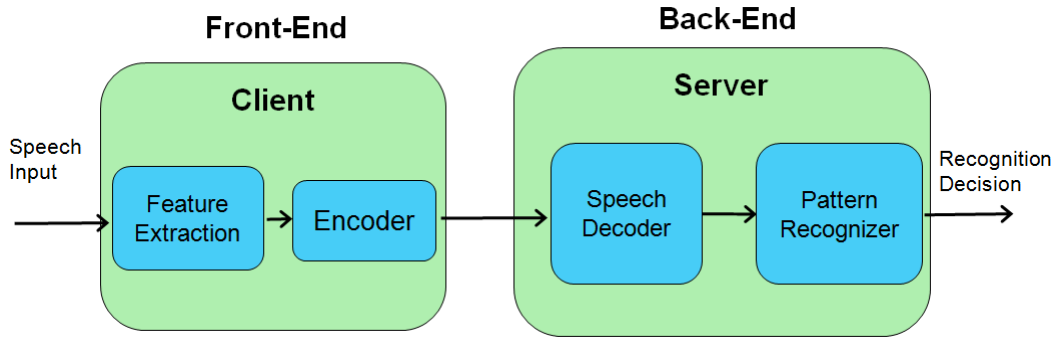 Front-End
Back-End
Client
Server
Speech
Input
Feature
Extraction
Encoder
Speech
Decoder
Pattern
Recognizer
Recognition
Decision